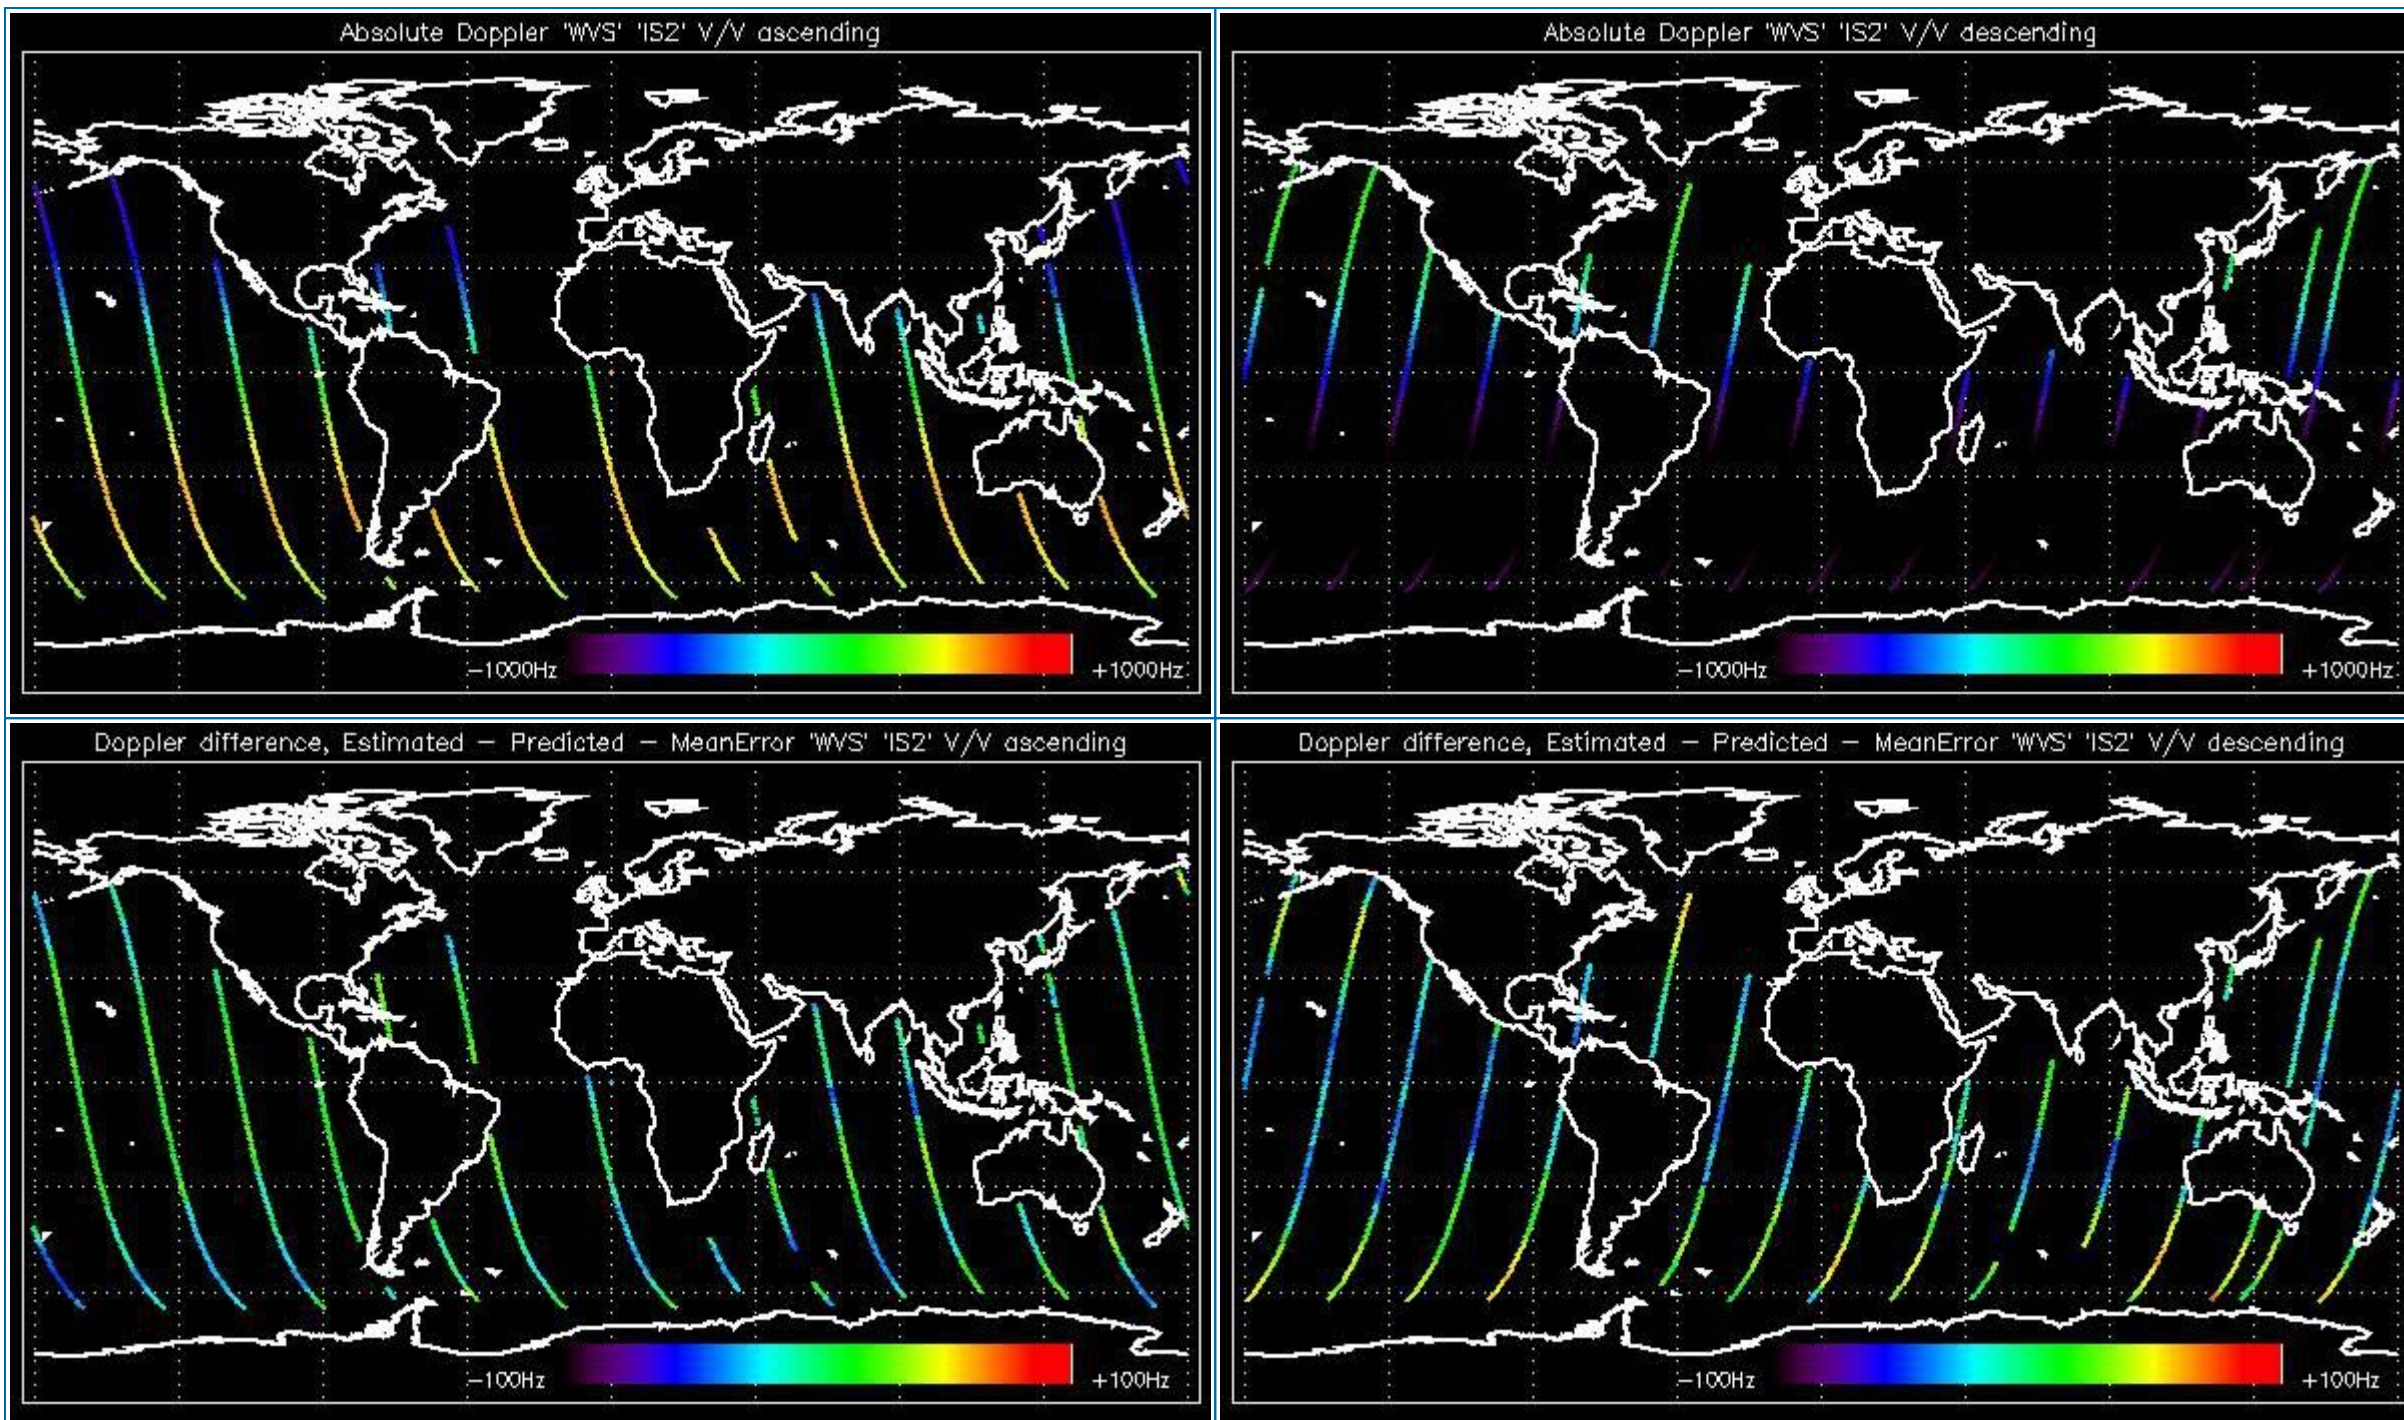 Absolute Doppler 'WVS' 'IS2' V/V ascending
-1000Hz
+1000Hz
Absolute Doppler 'WVS' 'IS2' V/V descending
-1000Hz
+1000Hz
Doppler difference, Estimated - Predicted - MeanError 'WVS' 'IS2' V/V ascending
-100Hz
+100Hz
Doppler difference, Estimated - Predicted - MeanError 'WVS' 'IS2' V/V descending
-100Hz
+100Hz